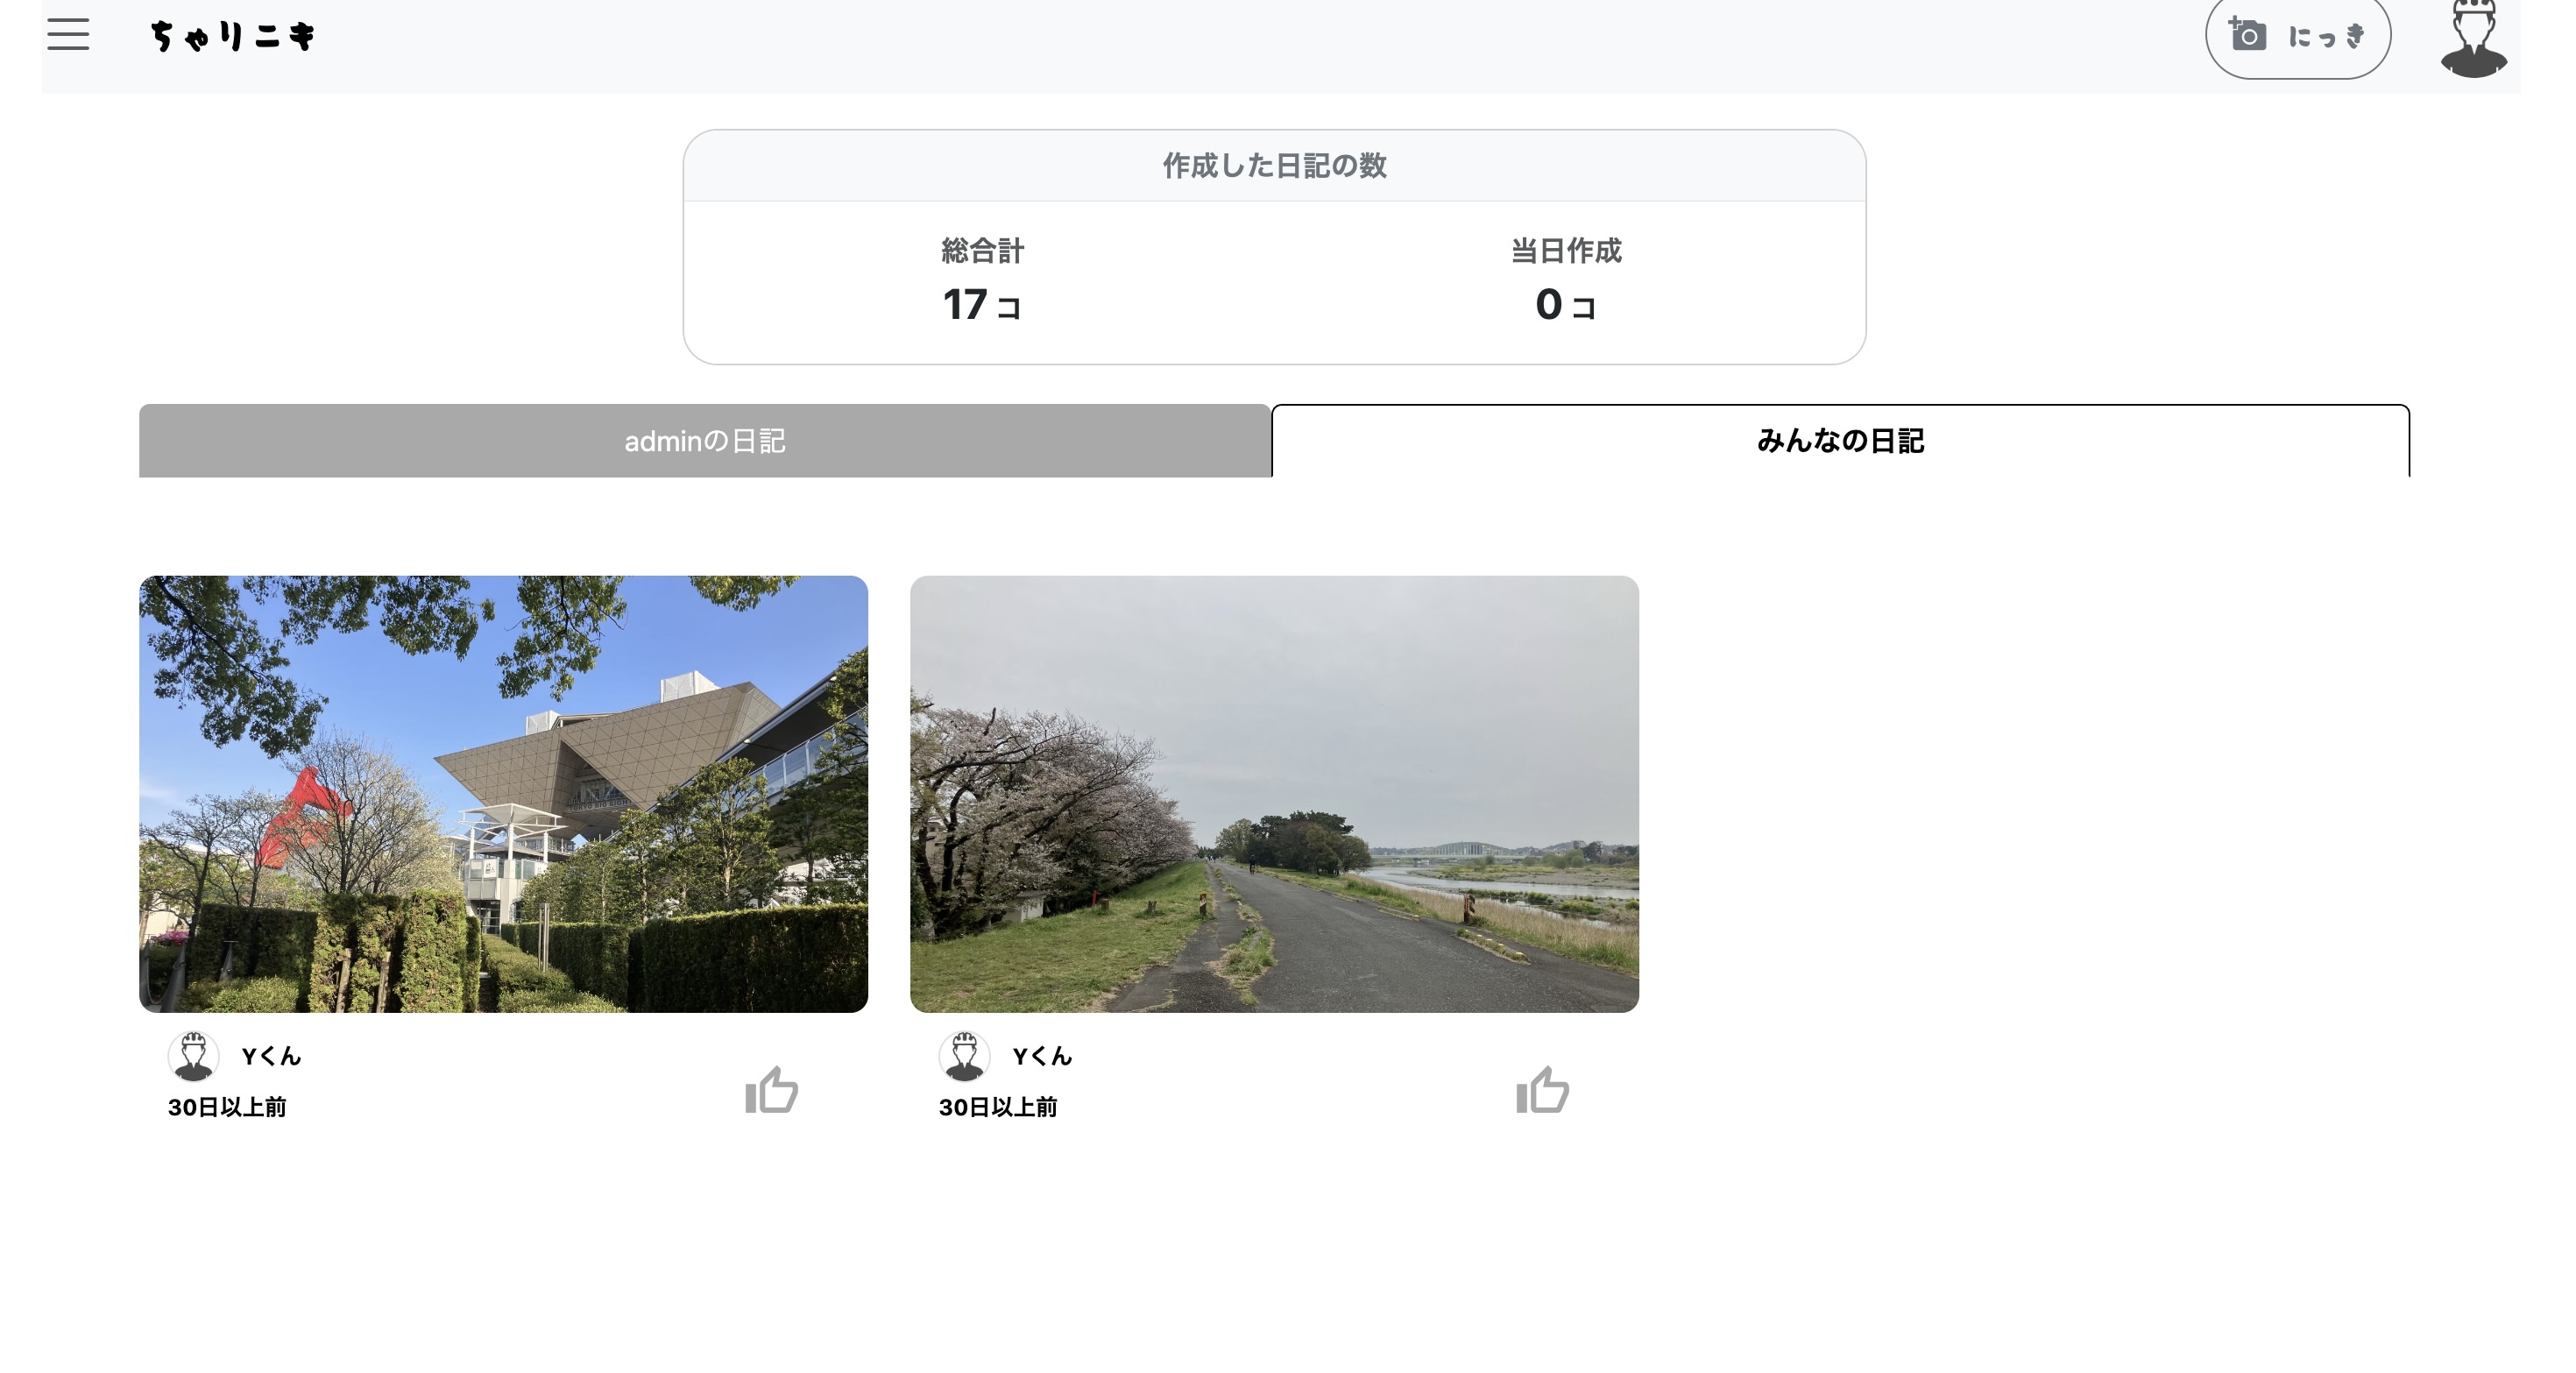 ちゃりニキ
にっき
作成した日記の数
総合計
当日作成
17 コ
0 コ
adminの日記
みんなの日記
Yくん
30日以上前
Yくん
30日以上前